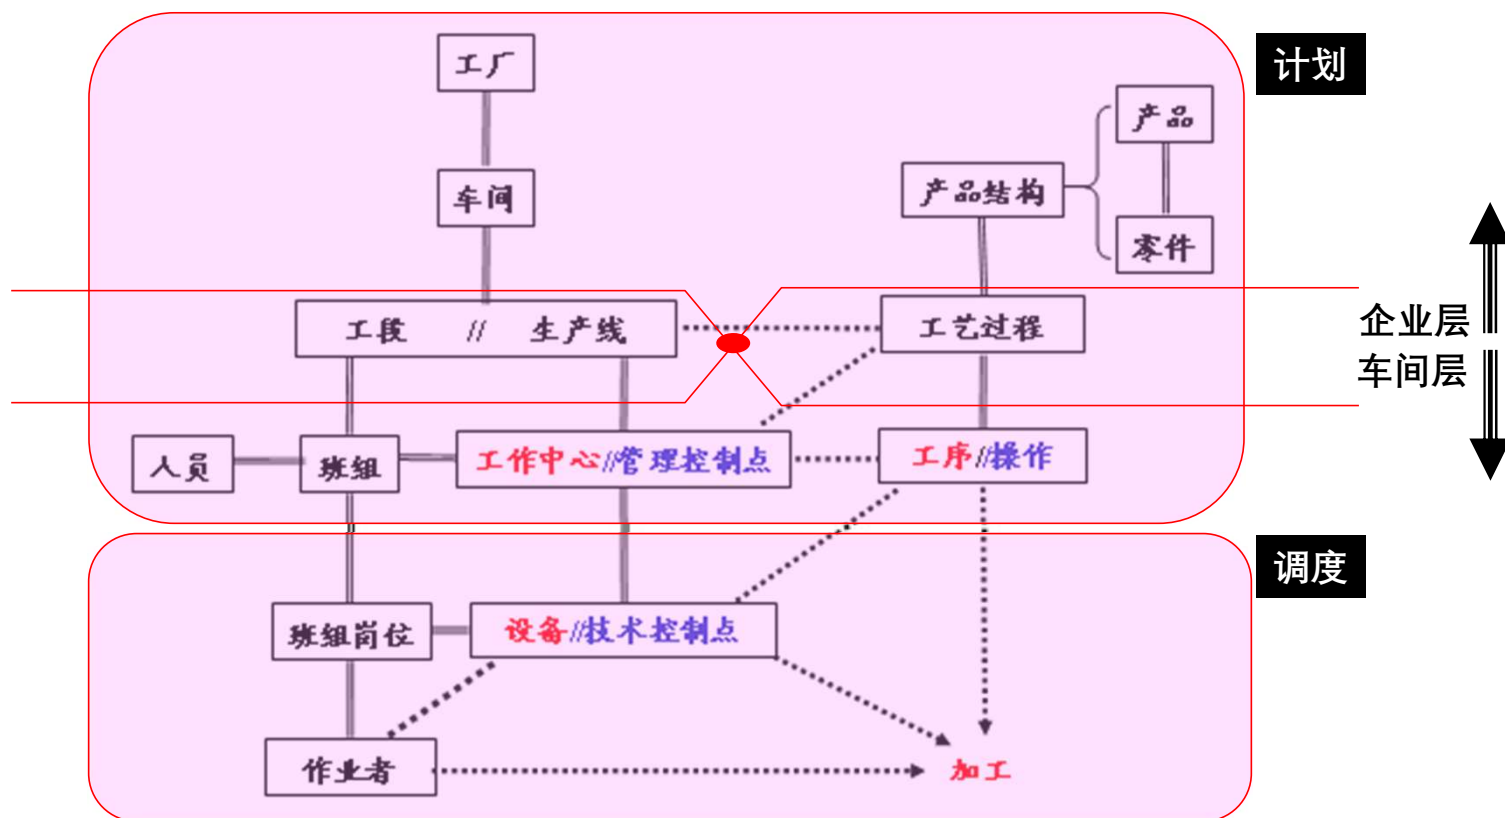 工厂
计划
产品
车间
产品结构
零件
工段 // 生产线
工艺过程
企业层
车间层
人员
班组
工作中心//管理控制点
工序//操作
调度
班组岗位
设备//技术控制点
作业者
加工